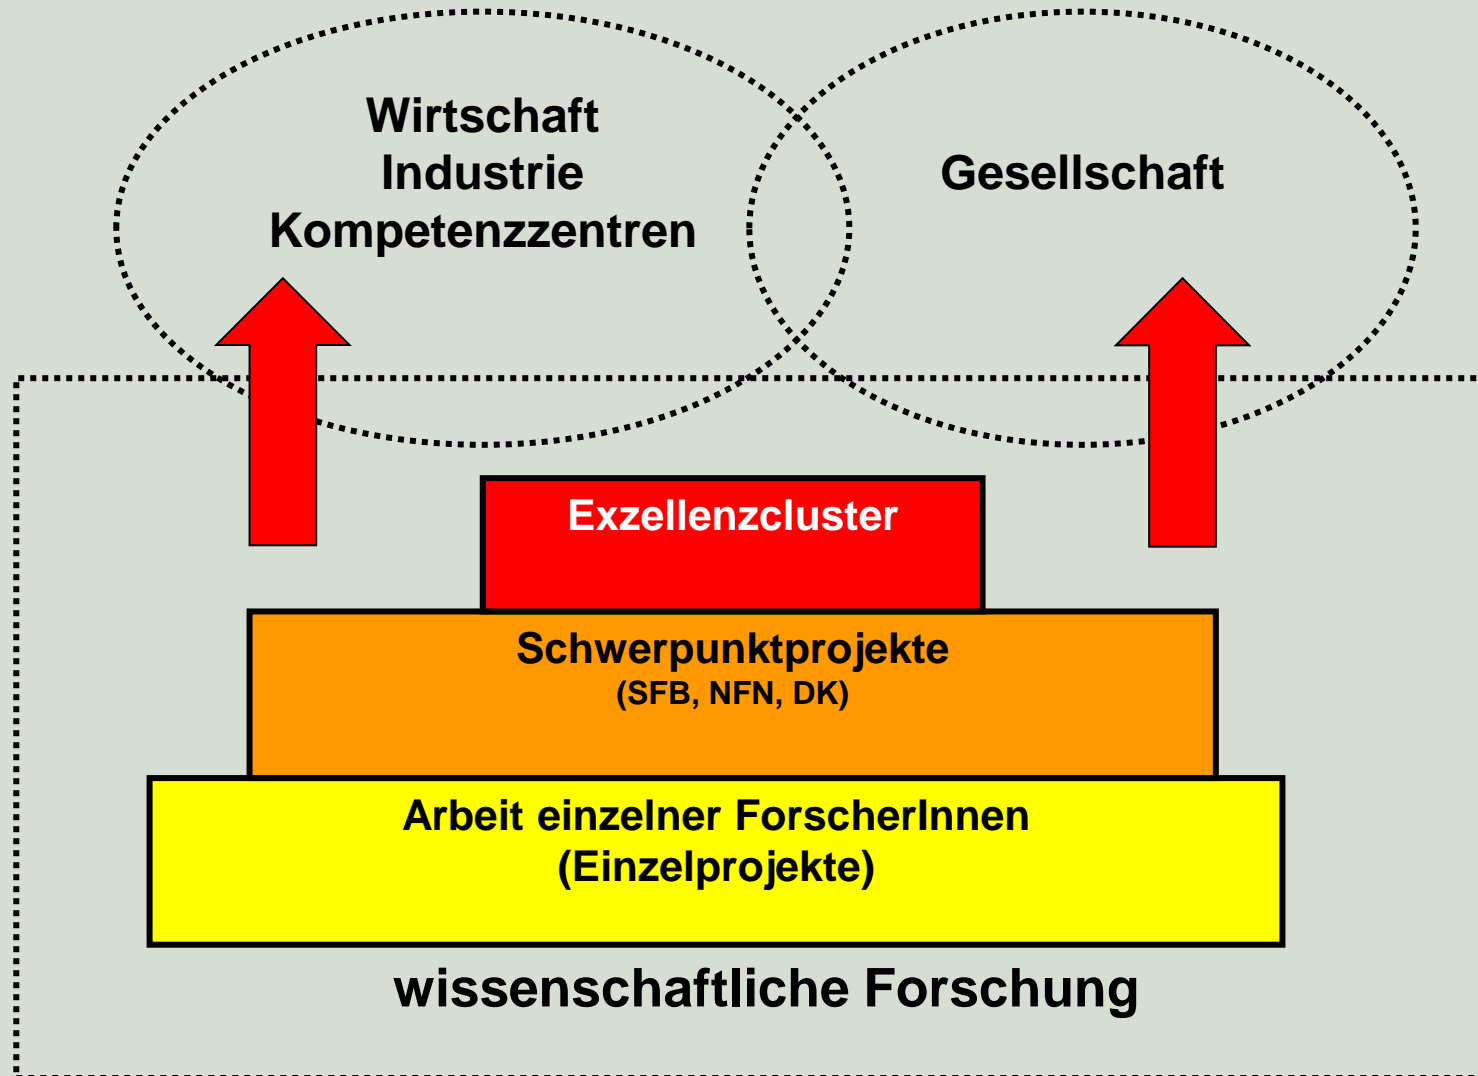 Wirtschaft
Industrie
Kompetenzzentren
Gesellschaft
Exzellenzcluster
Schwerpunktprojekte
(SFB, NFN, DK)
Arbeit einzelner ForscherInnen
(Einzelprojekte)
wissenschaftliche Forschung